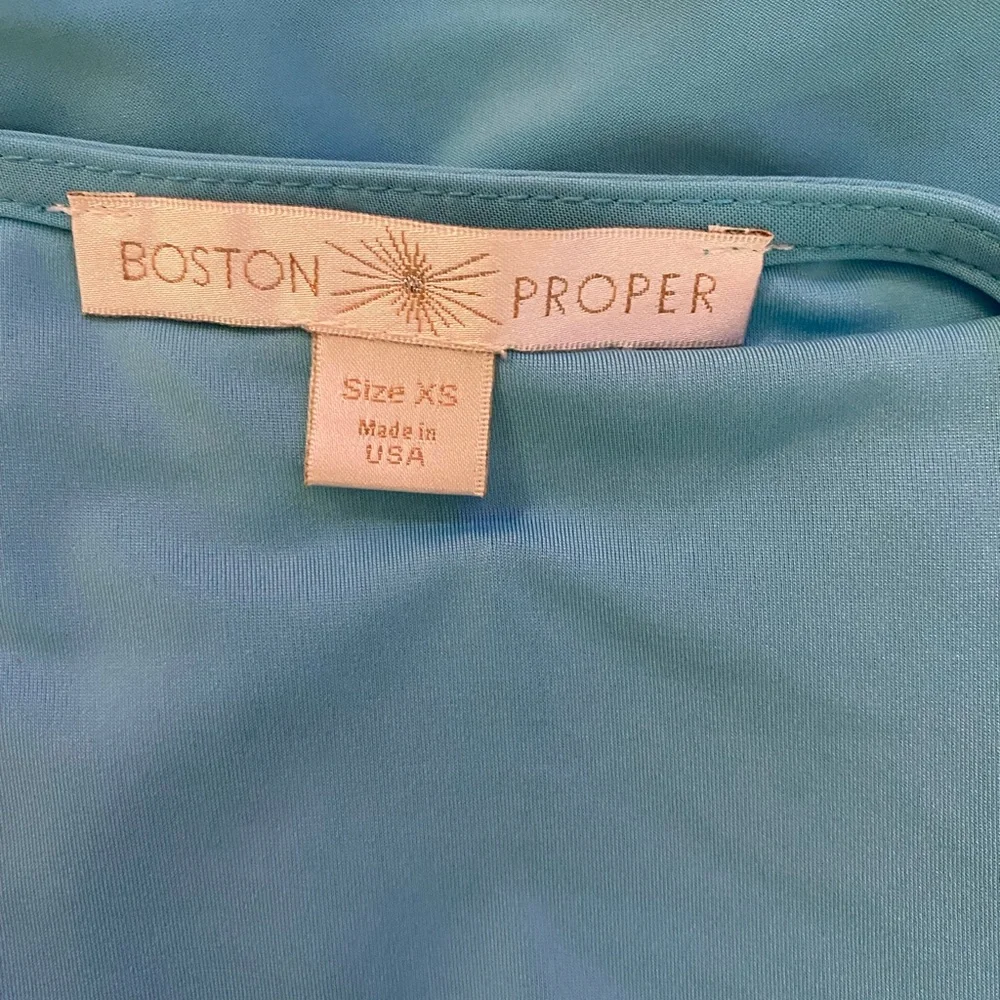 BOSTON PROPER
Size XS
Made in
USA